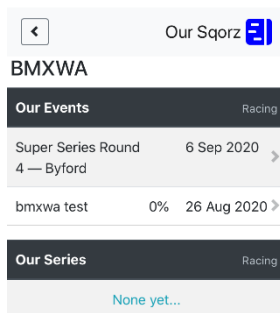 Our Sqorz
BMXWA
Our Events Racing
Super Series Round 6 Sep 2020
4 — Byford
bmxwa test 0% 26 Aug 2020
Our Series Racing
None yet...